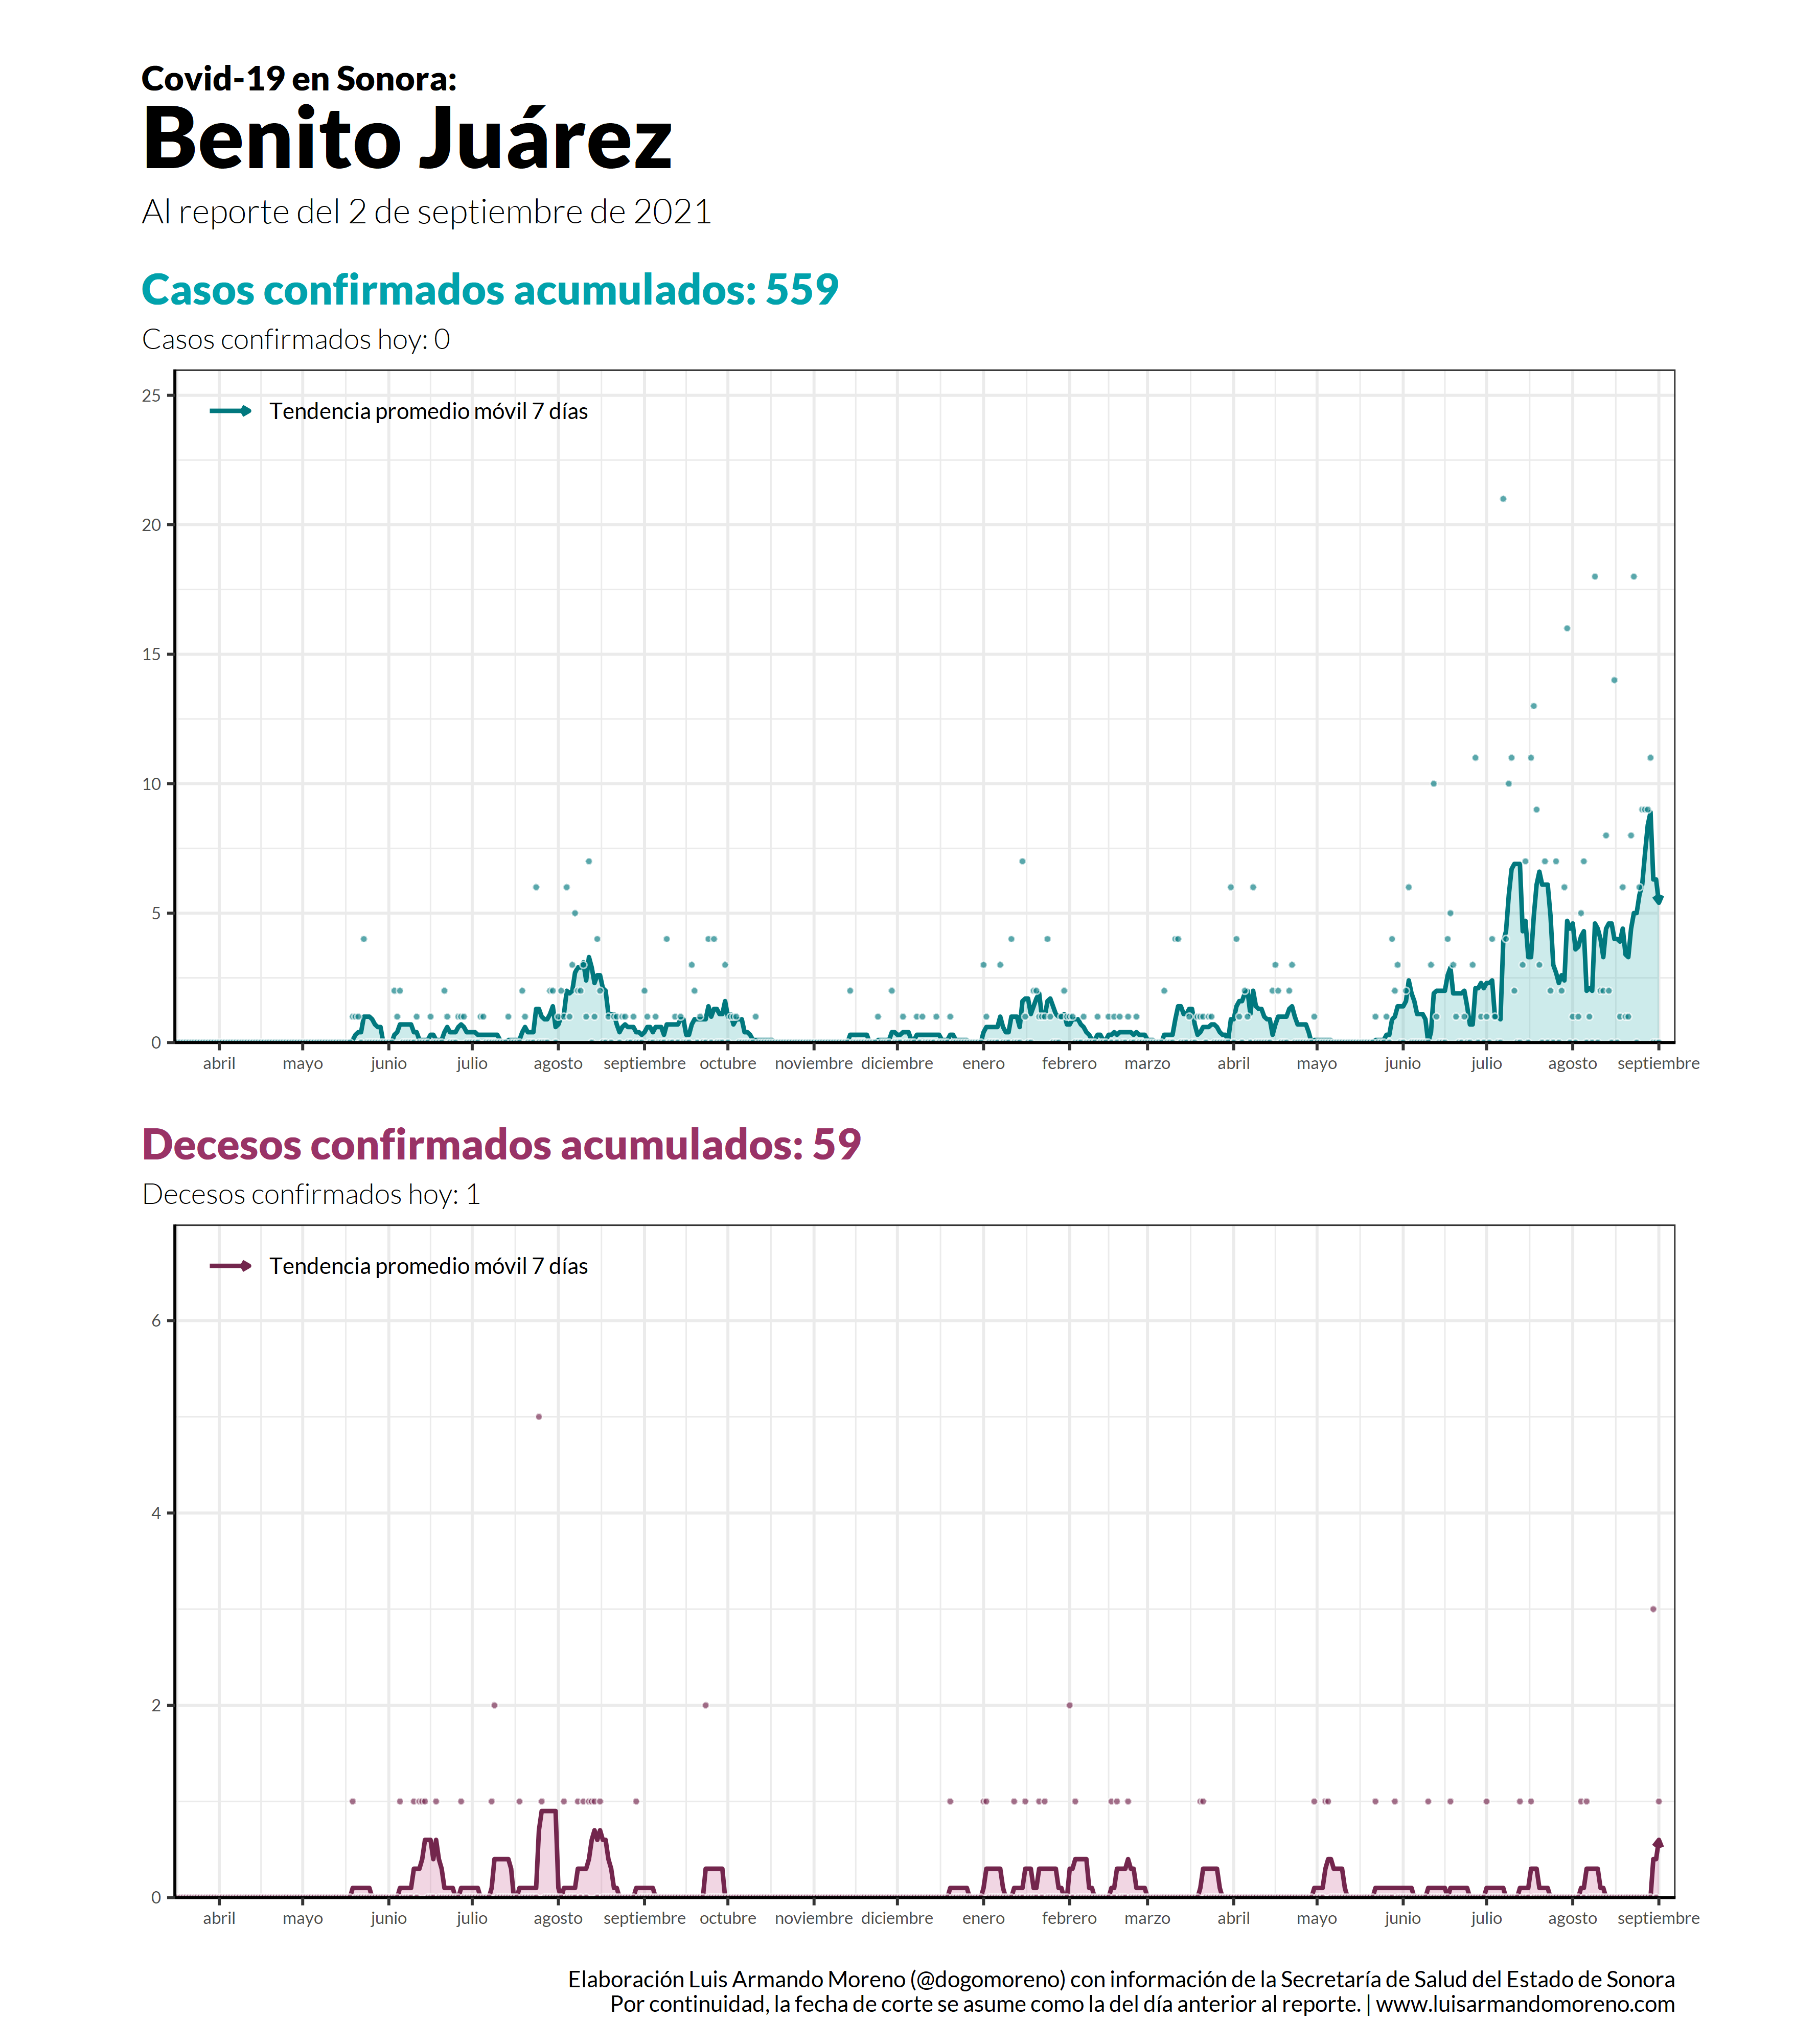 Covid-19 en Sonora:
Benito Juárez
Al reporte del 2 de septiembre de 2021
Casos confirmados acumulados: 559
Casos confirmados hoy: 0
25
Tendencia promedio móvil 7 días
20
15
10
5
0
abril mayo junio julio agosto septiembre octubre noviembre diciembre enero febrero marzo abril mayo junio julio agosto septiembre
Decesos confirmados acumulados: 59
Decesos confirmados hoy: 1
Tendencia promedio móvil 7 días
6
4
2
0
abril mayo junio julio agosto septiembre octubre noviembre diciembre enero febrero marzo abril mayo junio julio agosto septiembre
Elaboración Luis Armando Moreno (@dogomoreno) con información de la Secretaría de Salud del Estado de Sonora
Por continuidad, la fecha de corte se asume como la del día anterior al reporte. | www.luisarmandomoreno.com